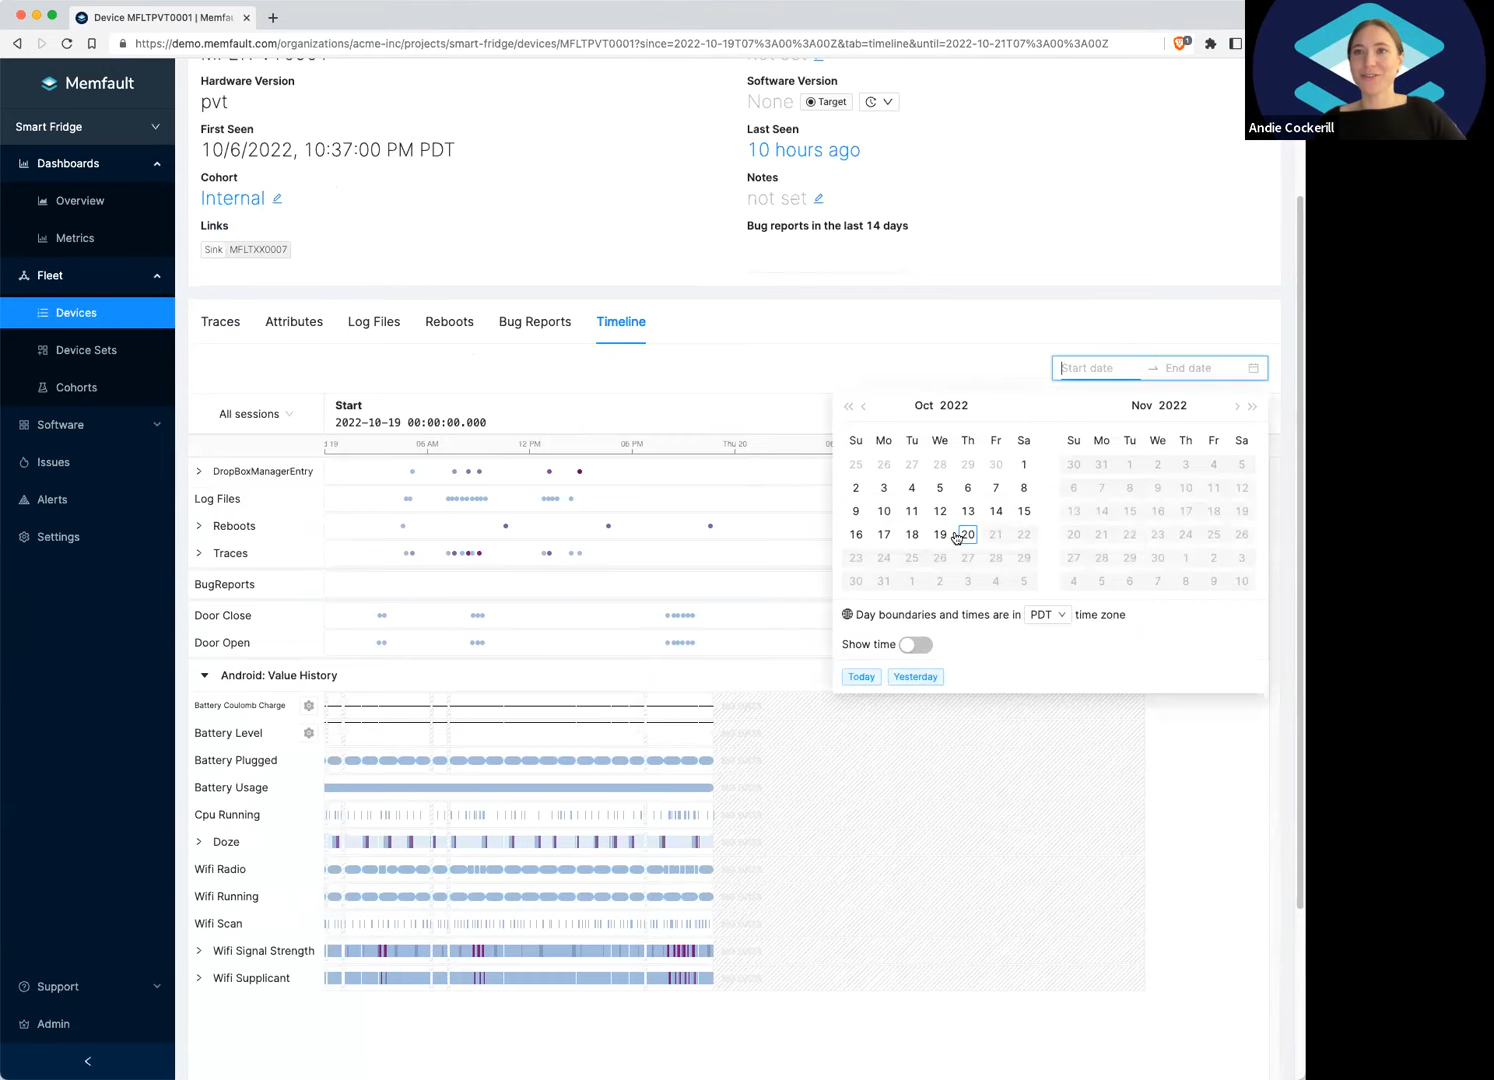 Device MFLTPVT0001 | Memfau
https://demo.memfault.com/organizations/acme-inc/projects/smart-fridge/devices/MFLTPVT0001?since=2022-10-19T07%3A00%3A00Z&tab=timeline&until=2022-10-21T07%3A00%3A00Z
1
Andie Cockerill
Memfault
Smart Fridge
Dashboards
Overview
Metrics
Fleet
Devices
Device Sets
Cohorts
Software
Issues
Alerts
Settings
Support
Admin
Hardware Version
pvt
First Seen
10/6/2022, 10:37:00 PM PDT
Cohort
Internal
Links
Sink MFLTXX0007
Software Version
None Target
Last Seen
10 hours ago
Notes
not set
Bug reports in the last 14 days
Traces Attributes Log Files Reboots Bug Reports Timeline
Start date → End date
All sessions
Start
2022-10-19 00:00:00.000
d 19 06 AM 12 PM 06 PM Thu 20
DropBoxManagerEntry
Log Files
Reboots
Traces
BugReports
Door Close
Door Open
Android: Value History
Battery Coulomb Charge
Battery Level
Battery Plugged
Battery Usage
Cpu Running
Doze
Wifi Radio
Wifi Running
Wifi Scan
Wifi Signal Strength
Wifi Supplicant
Oct 2022
Su Mo Tu We Th Fr Sa
25 26 27 28 29 30 1
2 3 4 5 6 7 8
9 10 11 12 13 14 15
16 17 18 19 20 21 22
23 24 25 26 27 28 29
30 31 1 2 3 4 5
Nov 2022
Su Mo Tu We Th Fr Sa
30 31 1 2 3 4 5
6 7 8 9 10 11 12
13 14 15 16 17 18 19
20 21 22 23 24 25 26
27 28 29 30 1 2 3
4 5 6 7 8 9 10
Day boundaries and times are in PDT time zone
Show time
Today Yesterday